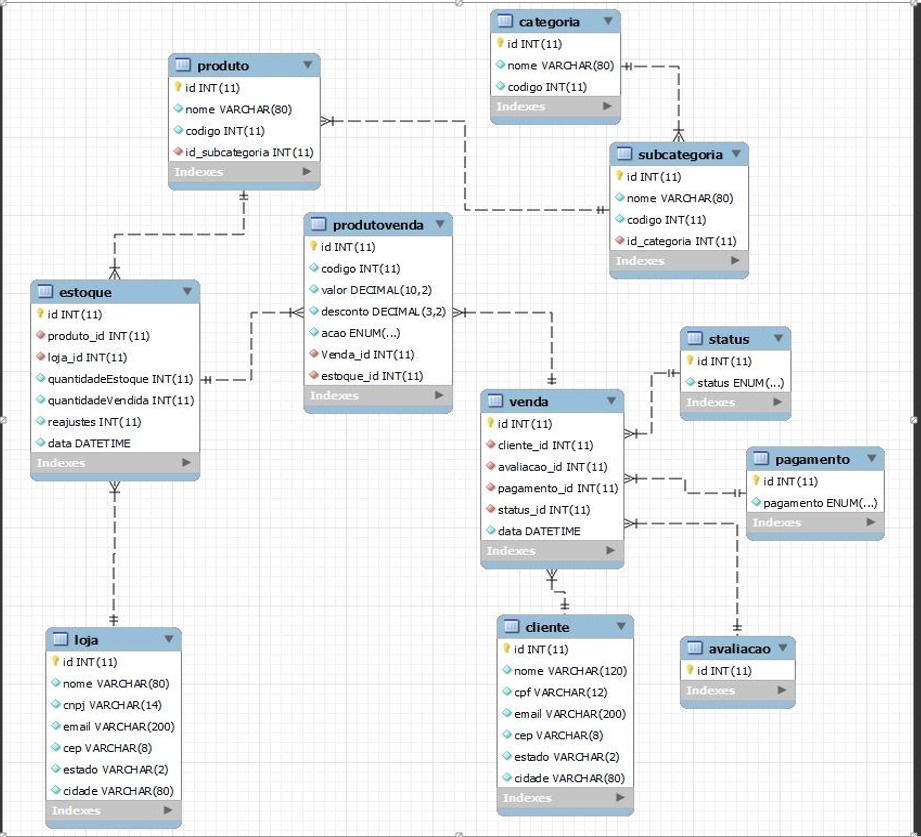 categoria
id INT(11)
nome VARCHAR(80)
codigo INT(11)
Indexes
produto
id INT(11)
nome VARCHAR(80)
codigo INT(11)
id_subcategoria INT(11)
Indexes
subcategoria
id INT(11)
nome VARCHAR(80)
codigo INT(11)
id_categoria INT(11)
Indexes
produtovenda
id INT(11)
codigo INT(11)
valor DECIMAL(10,2)
desconto DECIMAL(3,2)
acao ENUM(...)
Venda_id INT(11)
estoque_id INT(11)
Indexes
estoque
id INT(11)
produto_id INT(11)
loja_id INT(11)
quantidadeEstoque INT(11)
quantidadeVendida INT(11)
reajustes INT(11)
data DATETIME
Indexes
status
id INT(11)
status ENUM(...)
Indexes
venda
id INT(11)
cliente_id INT(11)
avaliacao_id INT(11)
pagamento_id INT(11)
status_id INT(11)
data DATETIME
Indexes
pagamento
id INT(11)
pagamento ENUM(...)
Indexes
loja
id INT(11)
nome VARCHAR(80)
cnpj VARCHAR(14)
email VARCHAR(200)
cep VARCHAR(8)
estado VARCHAR(2)
cidade VARCHAR(80)
Indexes
cliente
id INT(11)
nome VARCHAR(120)
cpf VARCHAR(12)
email VARCHAR(200)
cep VARCHAR(8)
estado VARCHAR(2)
cidade VARCHAR(80)
Indexes
avaliacao
id INT(11)
Indexes